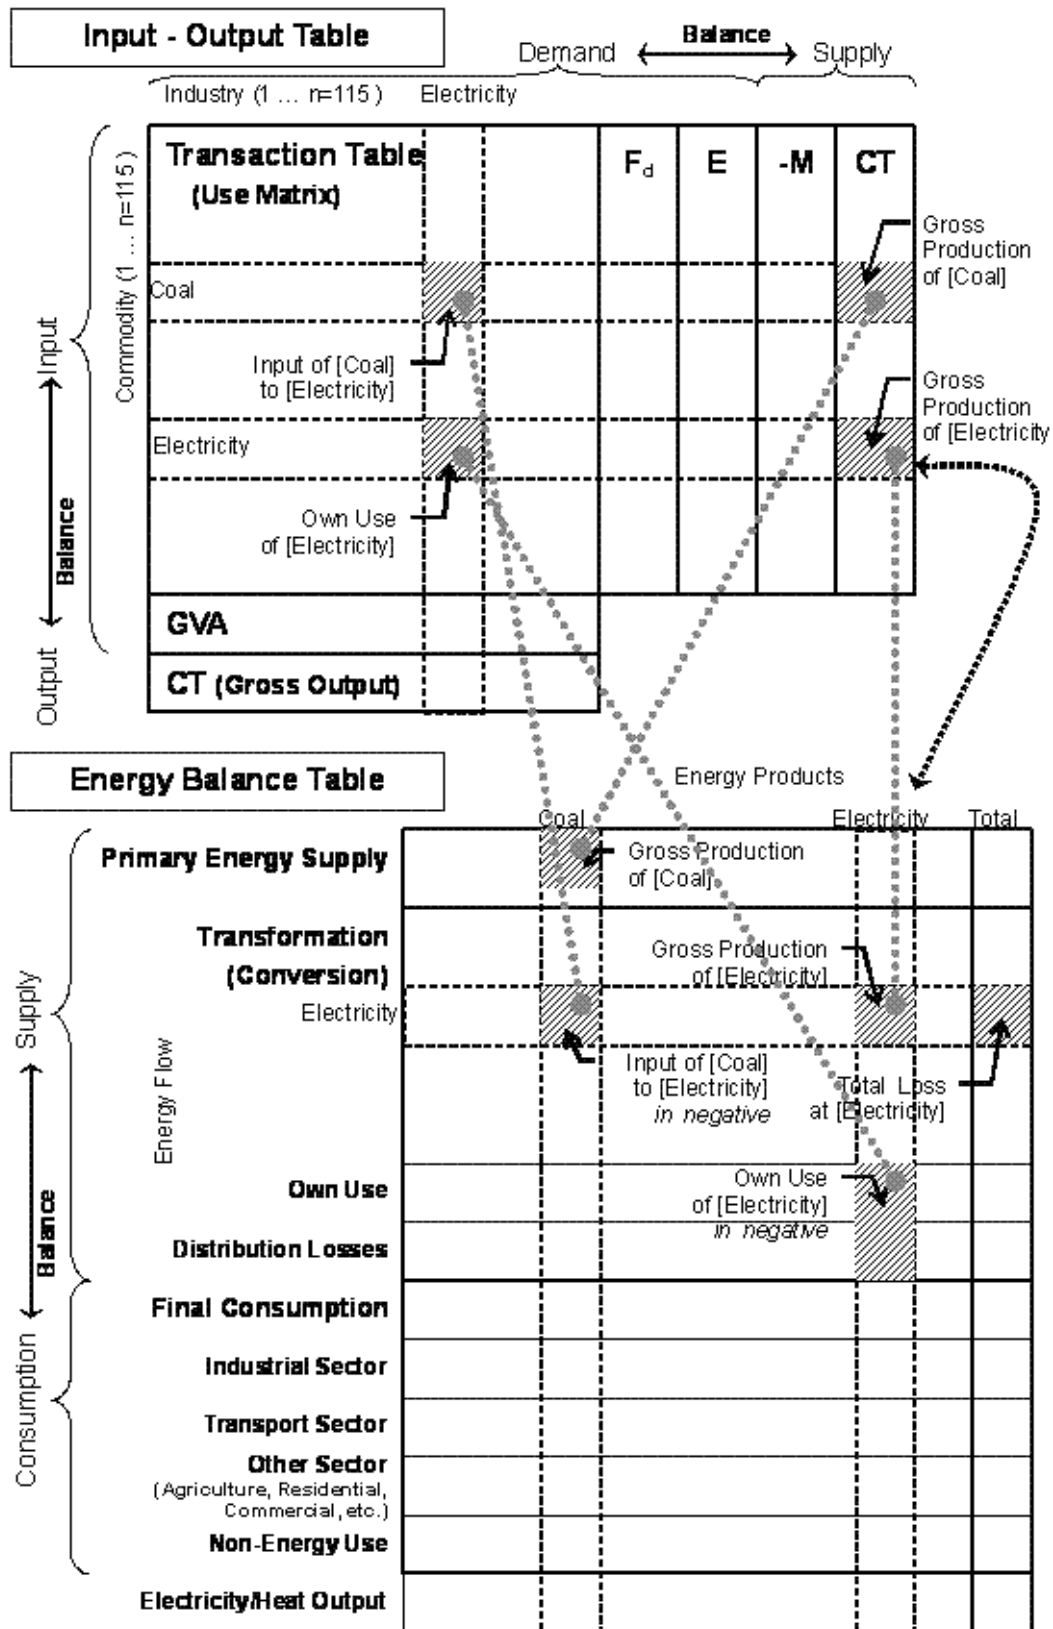 Input - Output Table
Balance
Demand
Supply
Industry (1 ... n=115 )
Electricity
Transaction Table
(Use Matrix)
Fd
E
-M
CT
Commodity (1 ... n=115 )
Gross
Production
of [Coal]
Coal
Input
Input of [Coal]
to [Electricity]
Gross
Production
of [Electricity
Electricity
Own Use
of [Electricity]
Balance
GVA
Output
CT (Gross Output)
Energy Balance Table
Energy Products
Coal
Electricity
Total
Primary Energy Supply
Gross Production
of [Coal]
Transformation
(Conversion)
Gross Production
of [Electricity]
Supply
Electricity
Energy Flow
Input of [Coal]
to [Electricity]
in negative
Total Loss
at [Electricity]
Own Use
Own Use
of [Electricity]
in negative
Balance
Distribution Losses
Final Consumption
Consumption
Industrial Sector
Transport Sector
Other Sector
(Agriculture, Residential,
Commercial, etc.)
Non-Energy Use
Electricity/Heat Output